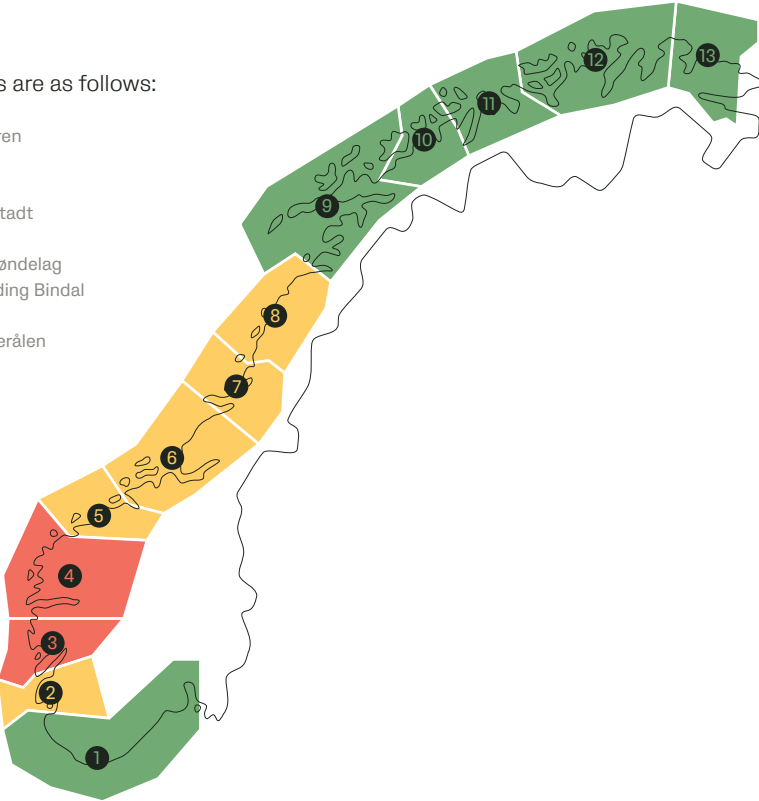 s are as follows:
ren
tadt
øndelag
ding Bindal
erålen
13
12
11
10
9
8
7
6
5
4
3
2
1